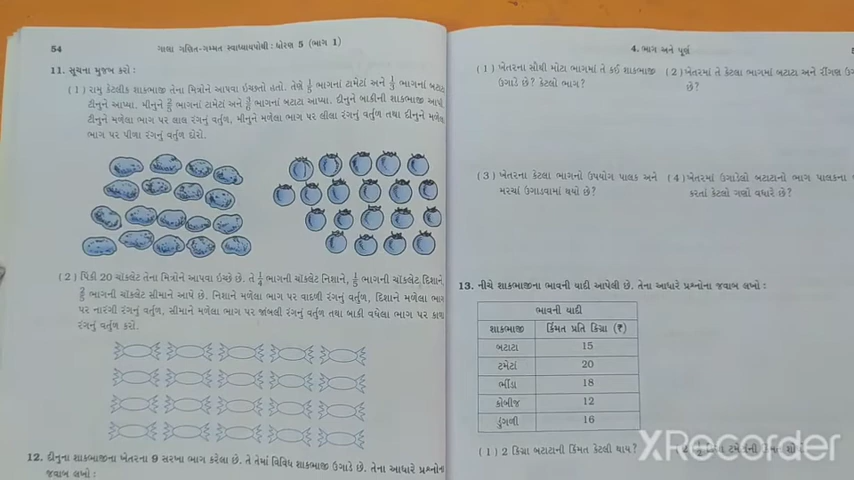 54
ગાલા ગણિત-ગમ્મત સ્વાધ્યાયપોથી : ધોરણ 5 (ભાગ 1)
11. સૂચના મુજબ કરો :
(1) રામુ કેટલીક શાકભાજી તેના મિત્રોને આપવા ઇચ્છતો હતો. તેણે ભાગનાં ટામેટાં અને ભાગનાં બટાટા
ટીનુને આપ્યા. મીનુને ભાગનાં ટામેટાં અને ભાગના બટાટા આપ્યા. દીનુને બાકીની શાકભાજી આપી.
ટીનુને મળેલા ભાગ પર લાલ રંગનું વર્તુળ, મીનુને મળેલા ભાગ પર લીલા રંગનું વર્તુળ તથા દીનુને મળેલા
ભાગ પર પીળા રંગનું વર્તુળ દોરો.
(2) પિંકી 20 ચૉકલેટ તેના મિત્રોને આપવા ઇચ્છે છે. તે 1/4 ભાગની ચૉકલેટ નિશાને, 1/5 ભાગની ચૉકલેટ દિશાને,
ભાગની ચૉકલેટ સીમાને આપે છે. નિશાને મળેલા ભાગ પર વાદળી રંગનું વર્તુળ, દિશાને મળેલા ભાગ
પર નારંગી રંગનું વર્તુળ, સીમાને મળેલા ભાગ પર જાંબલી રંગનું વર્તુળ તથા બાકી વધેલા ભાગ પર કાળા
રંગનું વર્તુળ કરો.
12. દીનુના શાકભાજીના ખેતરના 9 સરખા ભાગ કરેલા છે. તે તેમાં વિવિધ શાકભાજી ઉગાડે છે. તેના આધારે પ્રશ્નોના
જવાબ લખો :
4. ભાગ અને પૂર્ણ
(1) ખેતરના સૌથી મોટા ભાગમાં તે કઈ શાકભાજી
ઉગાડે છે? કેટલો ભાગ?
(2) ખેતરમાં તે કેટલા ભાગમાં બટાટા અને રીંગણ
છે?
(3) ખેતરના કેટલા ભાગનો ઉપયોગ પાલક અને
મરચાં ઉગાડવામાં થયો છે?
(4) ખેતરમાં ઉગાડેલો બટાટાનો ભાગ પાલકના
કરતાં કેટલો ગણો વધારે છે?
13. નીચે શાકભાજીના ભાવની યાદી આપેલી છે. તેના આધારે પ્રશ્નોના જવાબ લખો :
ભાવની યાદી
શાકભાજી કિંમત પ્રતિ કિગ્રા (₹)
બટાટા 15
ટમેટાં 20
ભીંડા 18
કોબીજ 12
ડુંગળી 16
(1) 2 કિગ્રા બટાટાની કિંમત કેટલી થાય?
XRecorder